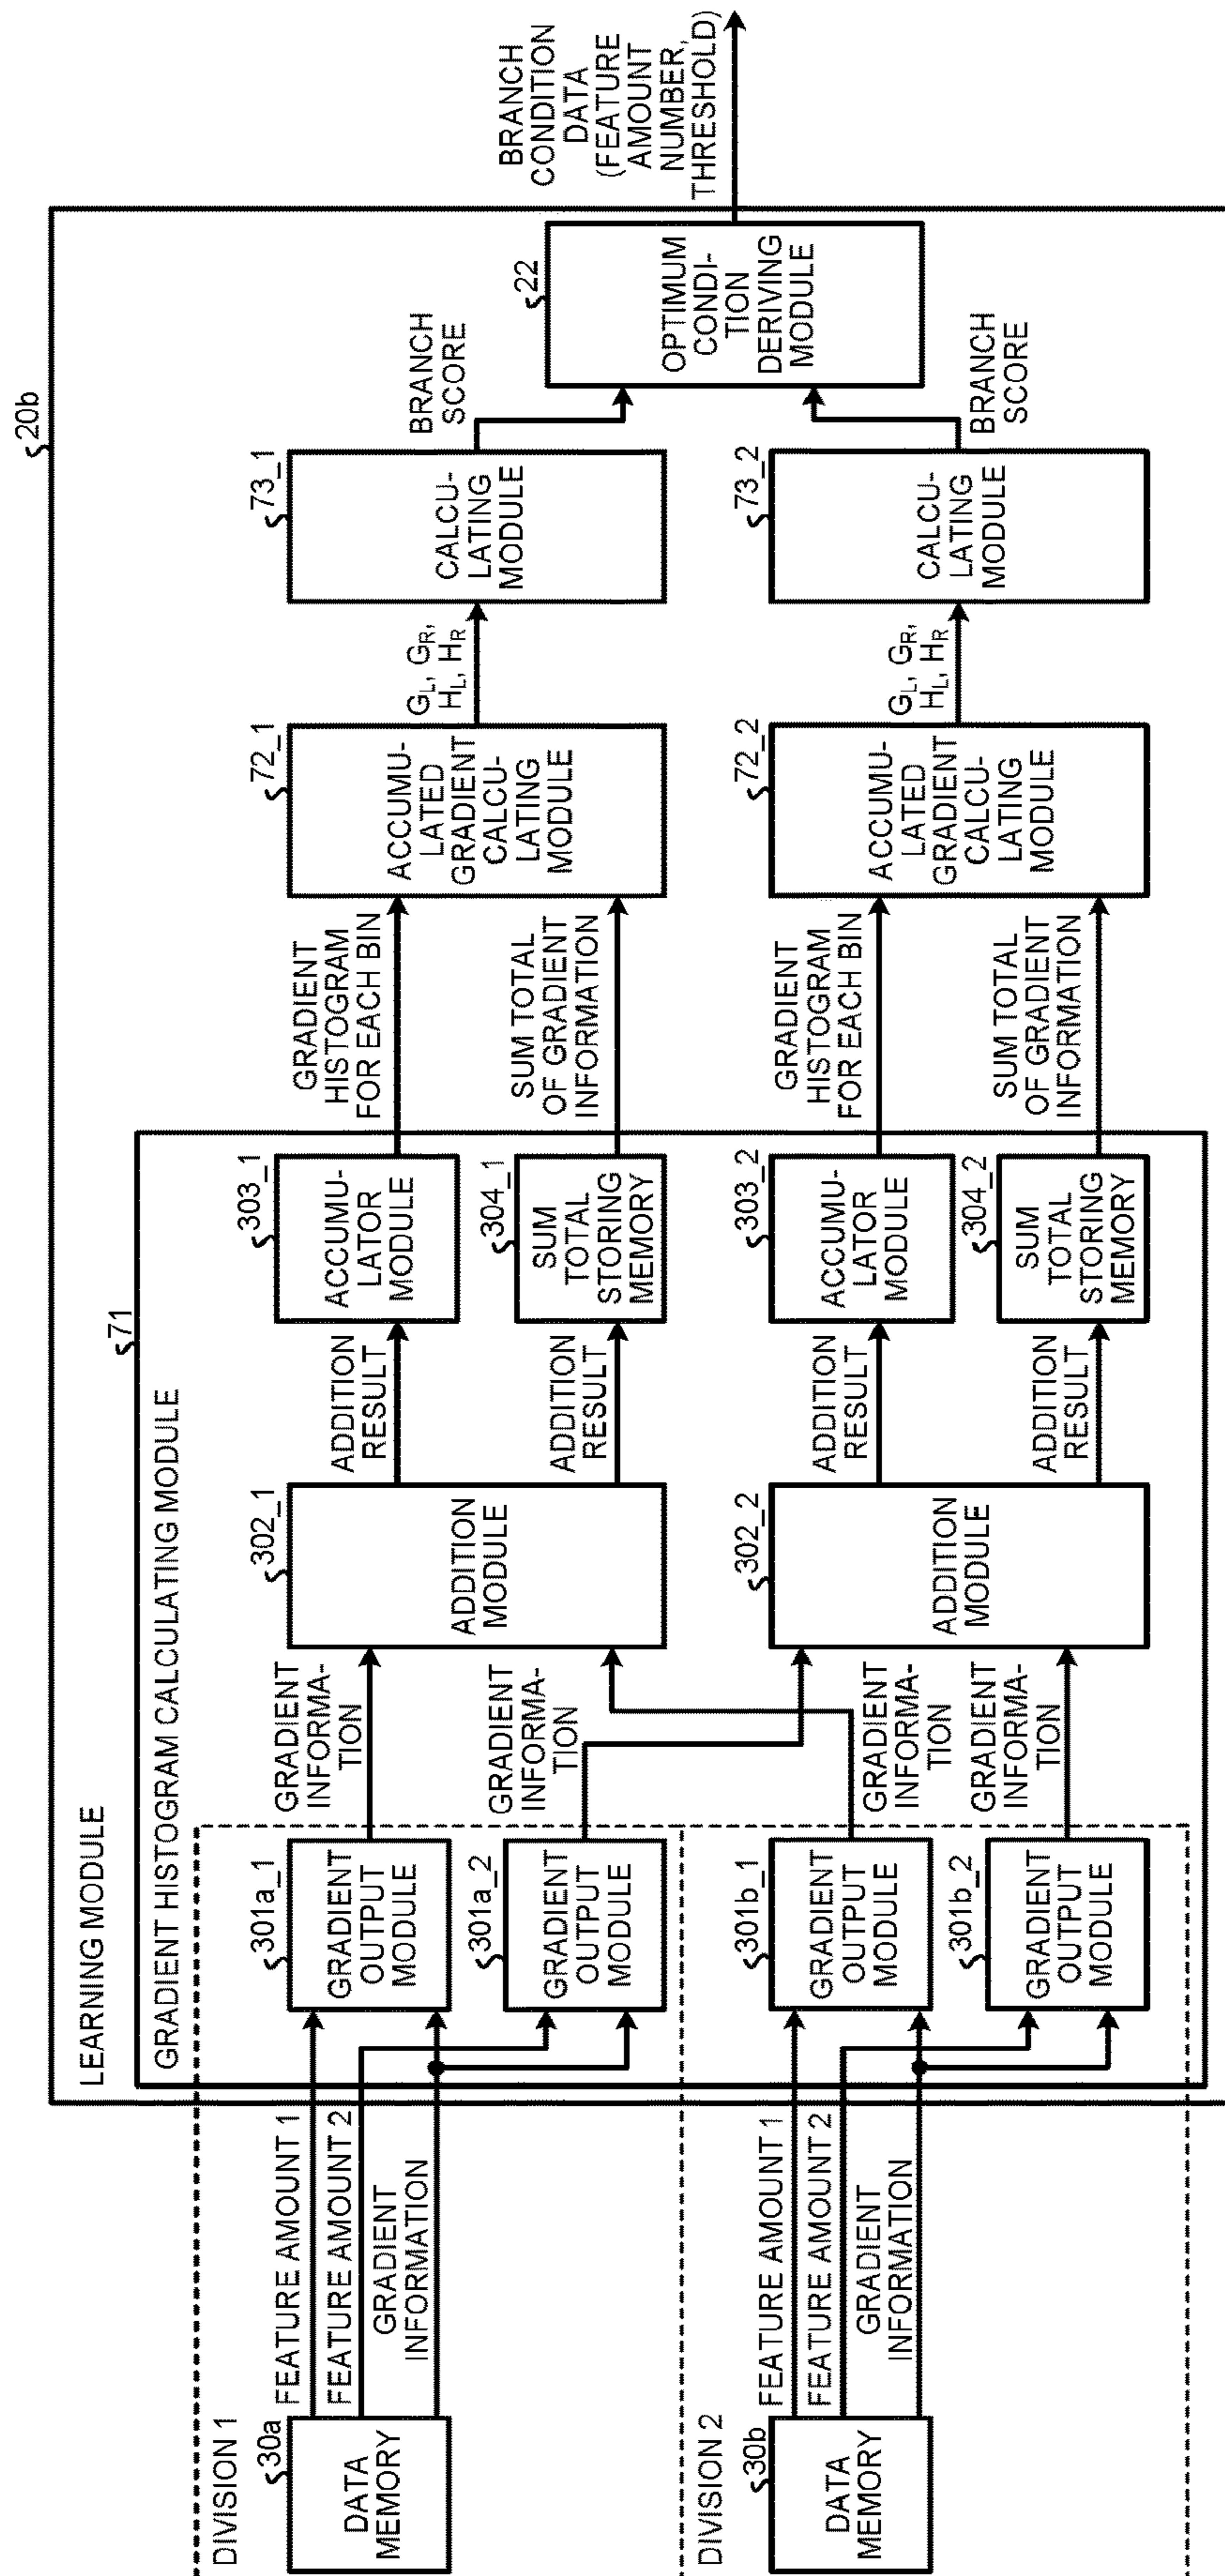 20b
LEARNING MODULE
71
GRADIENT HISTOGRAM CALCULATING MODULE
DIVISION 1
30a
DATA
MEMORY
FEATURE AMOUNT 1
FEATURE AMOUNT 2
GRADIENT
INFORMATION
301a_1
GRADIENT
OUTPUT
MODULE
301a_2
GRADIENT
OUTPUT
MODULE
GRADIENT
INFORMA-
TION
GRADIENT
INFORMA-
TION
302_1
ADDITION
MODULE
ADDITION
RESULT
ADDITION
RESULT
303_1
ACCUMU-
LATOR
MODULE
304_1
SUM
TOTAL
STORING
MEMORY
GRADIENT
HISTOGRAM
FOR EACH BIN
SUM TOTAL
OF GRADIENT
INFORMATION
72_1
ACCUMU-
LATED
GRADIENT
CALCU-
LATING
MODULE
GL, GR,
HL, HR
73_1
CALCU-
LATING
MODULE
BRANCH
SCORE
DIVISION 2
30b
DATA
MEMORY
FEATURE AMOUNT 1
FEATURE AMOUNT 2
GRADIENT
INFORMATION
301b_1
GRADIENT
OUTPUT
MODULE
301b_2
GRADIENT
OUTPUT
MODULE
GRADIENT
INFORMA-
TION
GRADIENT
INFORMA-
TION
302_2
ADDITION
MODULE
ADDITION
RESULT
ADDITION
RESULT
303_2
ACCUMU-
LATOR
MODULE
304_2
SUM
TOTAL
STORING
MEMORY
GRADIENT
HISTOGRAM
FOR EACH BIN
SUM TOTAL
OF GRADIENT
INFORMATION
72_2
ACCUMU-
LATED
GRADIENT
CALCU-
LATING
MODULE
GL, GR,
HL, HR
73_2
CALCU-
LATING
MODULE
BRANCH
SCORE
22
OPTIMUM
CONDI-
TION
DERIVING
MODULE
BRANCH
CONDITION
DATA
(FEATURE
AMOUNT
NUMBER,
THRESHOLD)